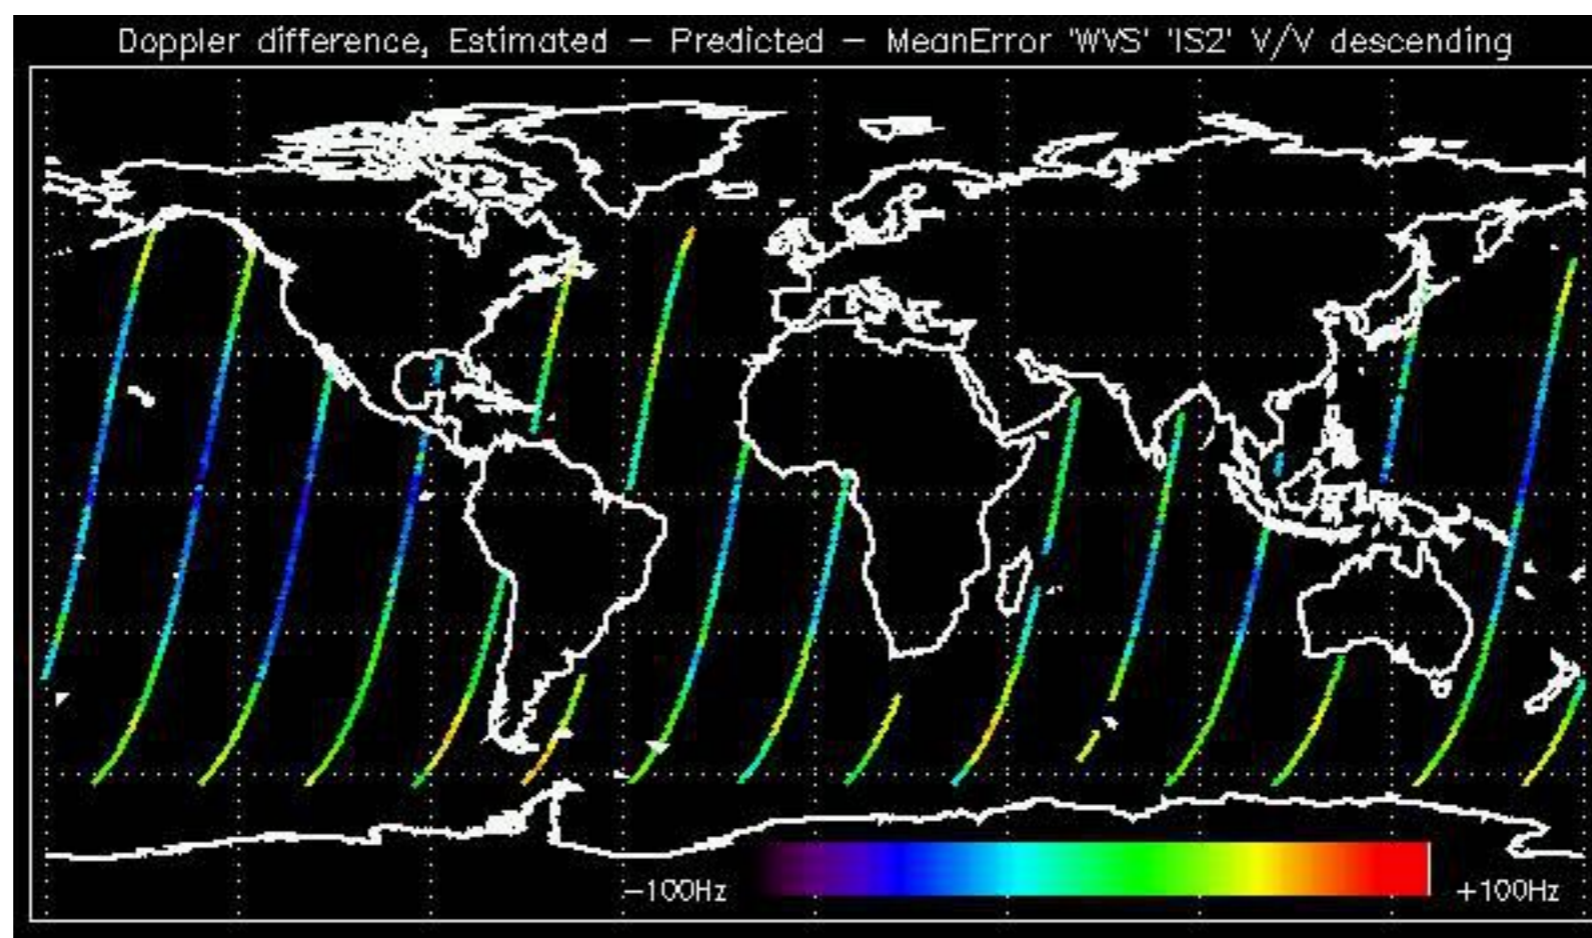 Doppler difference, Estimated – Predicted – MeanError 'WVS' 'IS2' V/V descending
-100Hz
+100Hz